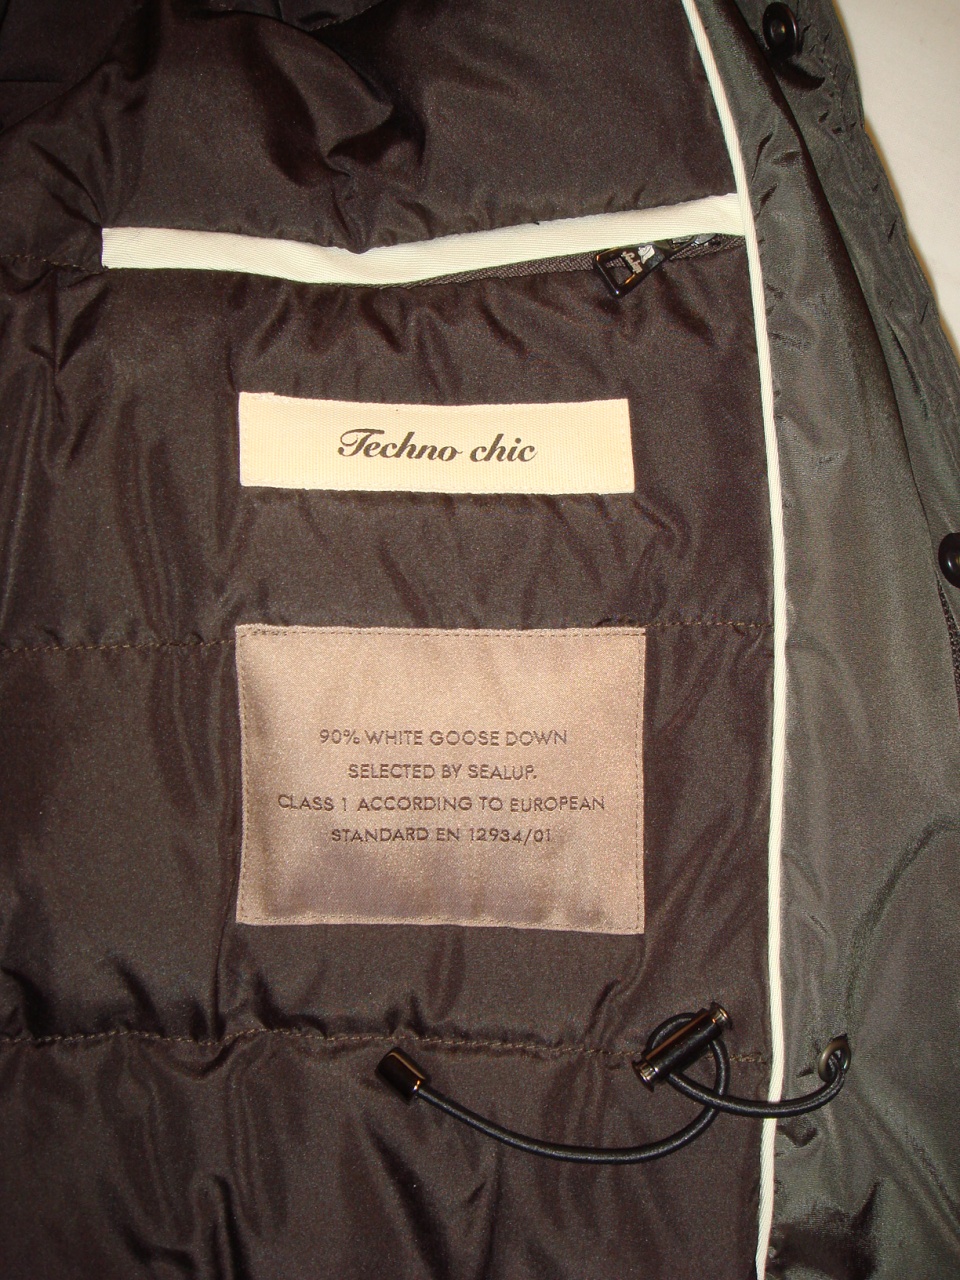 Techno chic
90% WHITE GOOSE DOWN
SELECTED BY SEALUP.
CLASS 1 ACCORDING TO EUROPEAN
STANDARD EN 12934/01